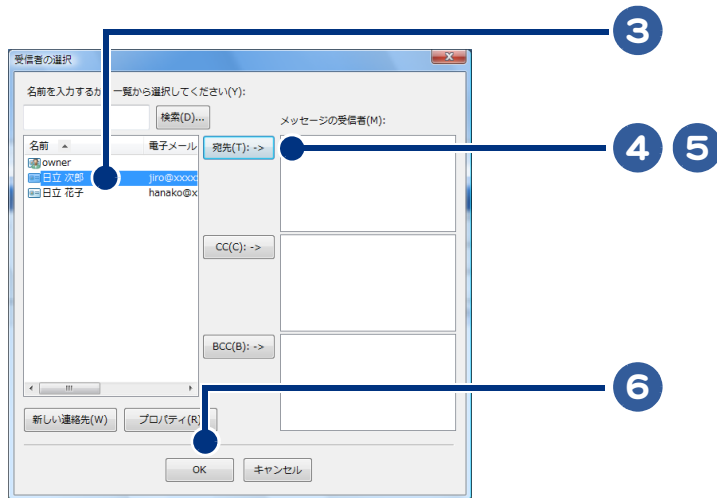 3
受信者の選択
名前を入力するか、一覧から選択してください(Y):
検索(D)...
メッセージの受信者(M):
名前 電子メール
宛先(T): ->
4 5
owner
日立 次郎 jiro@xxxx
日立 花子 hanako@x
CC(C): ->
BCC(B): ->
6
新しい連絡先(W) プロパティ(R)
OK キャンセル